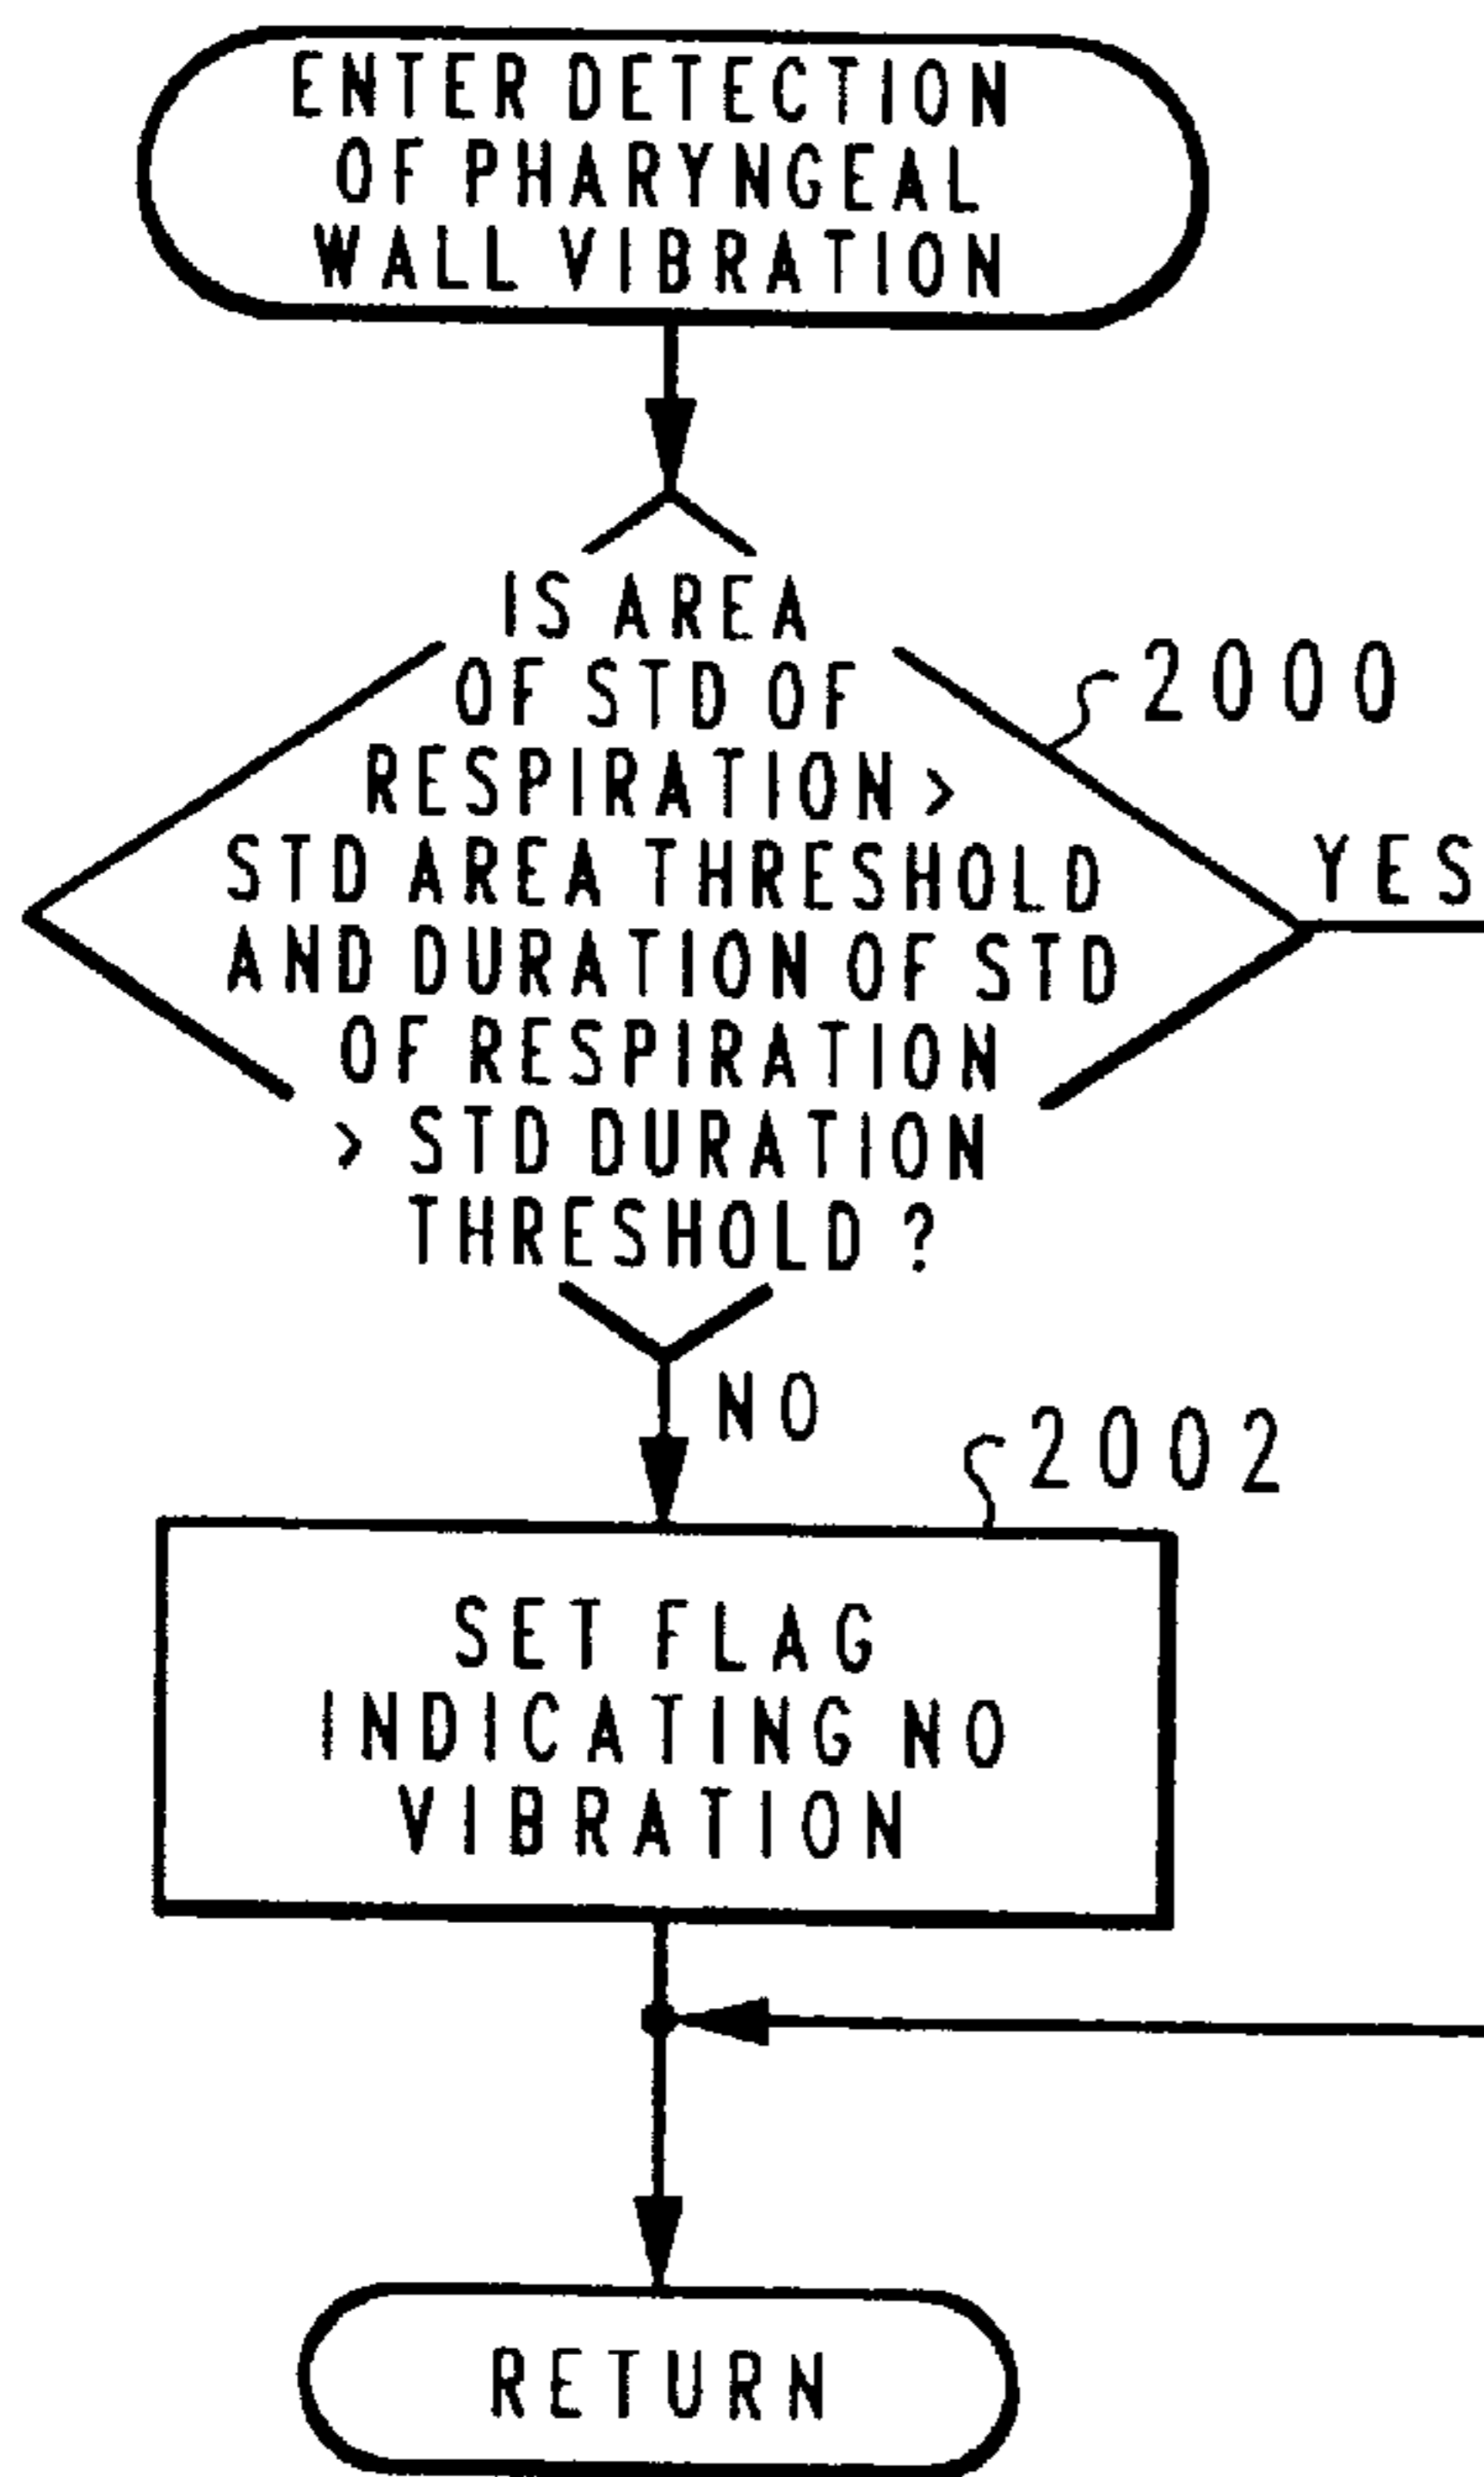 ENTER DETECTION
OF PHARYNGEAL
WALL VIBRATION
IS AREA
OF STD OF
RESPIRATION >
STD AREA THRESHOLD
AND DURATION OF STD
OF RESPIRATION
> STD DURATION
THRESHOLD ?
2000
YES
NO
2002
SET FLAG
INDICATING NO
VIBRATION
RETURN